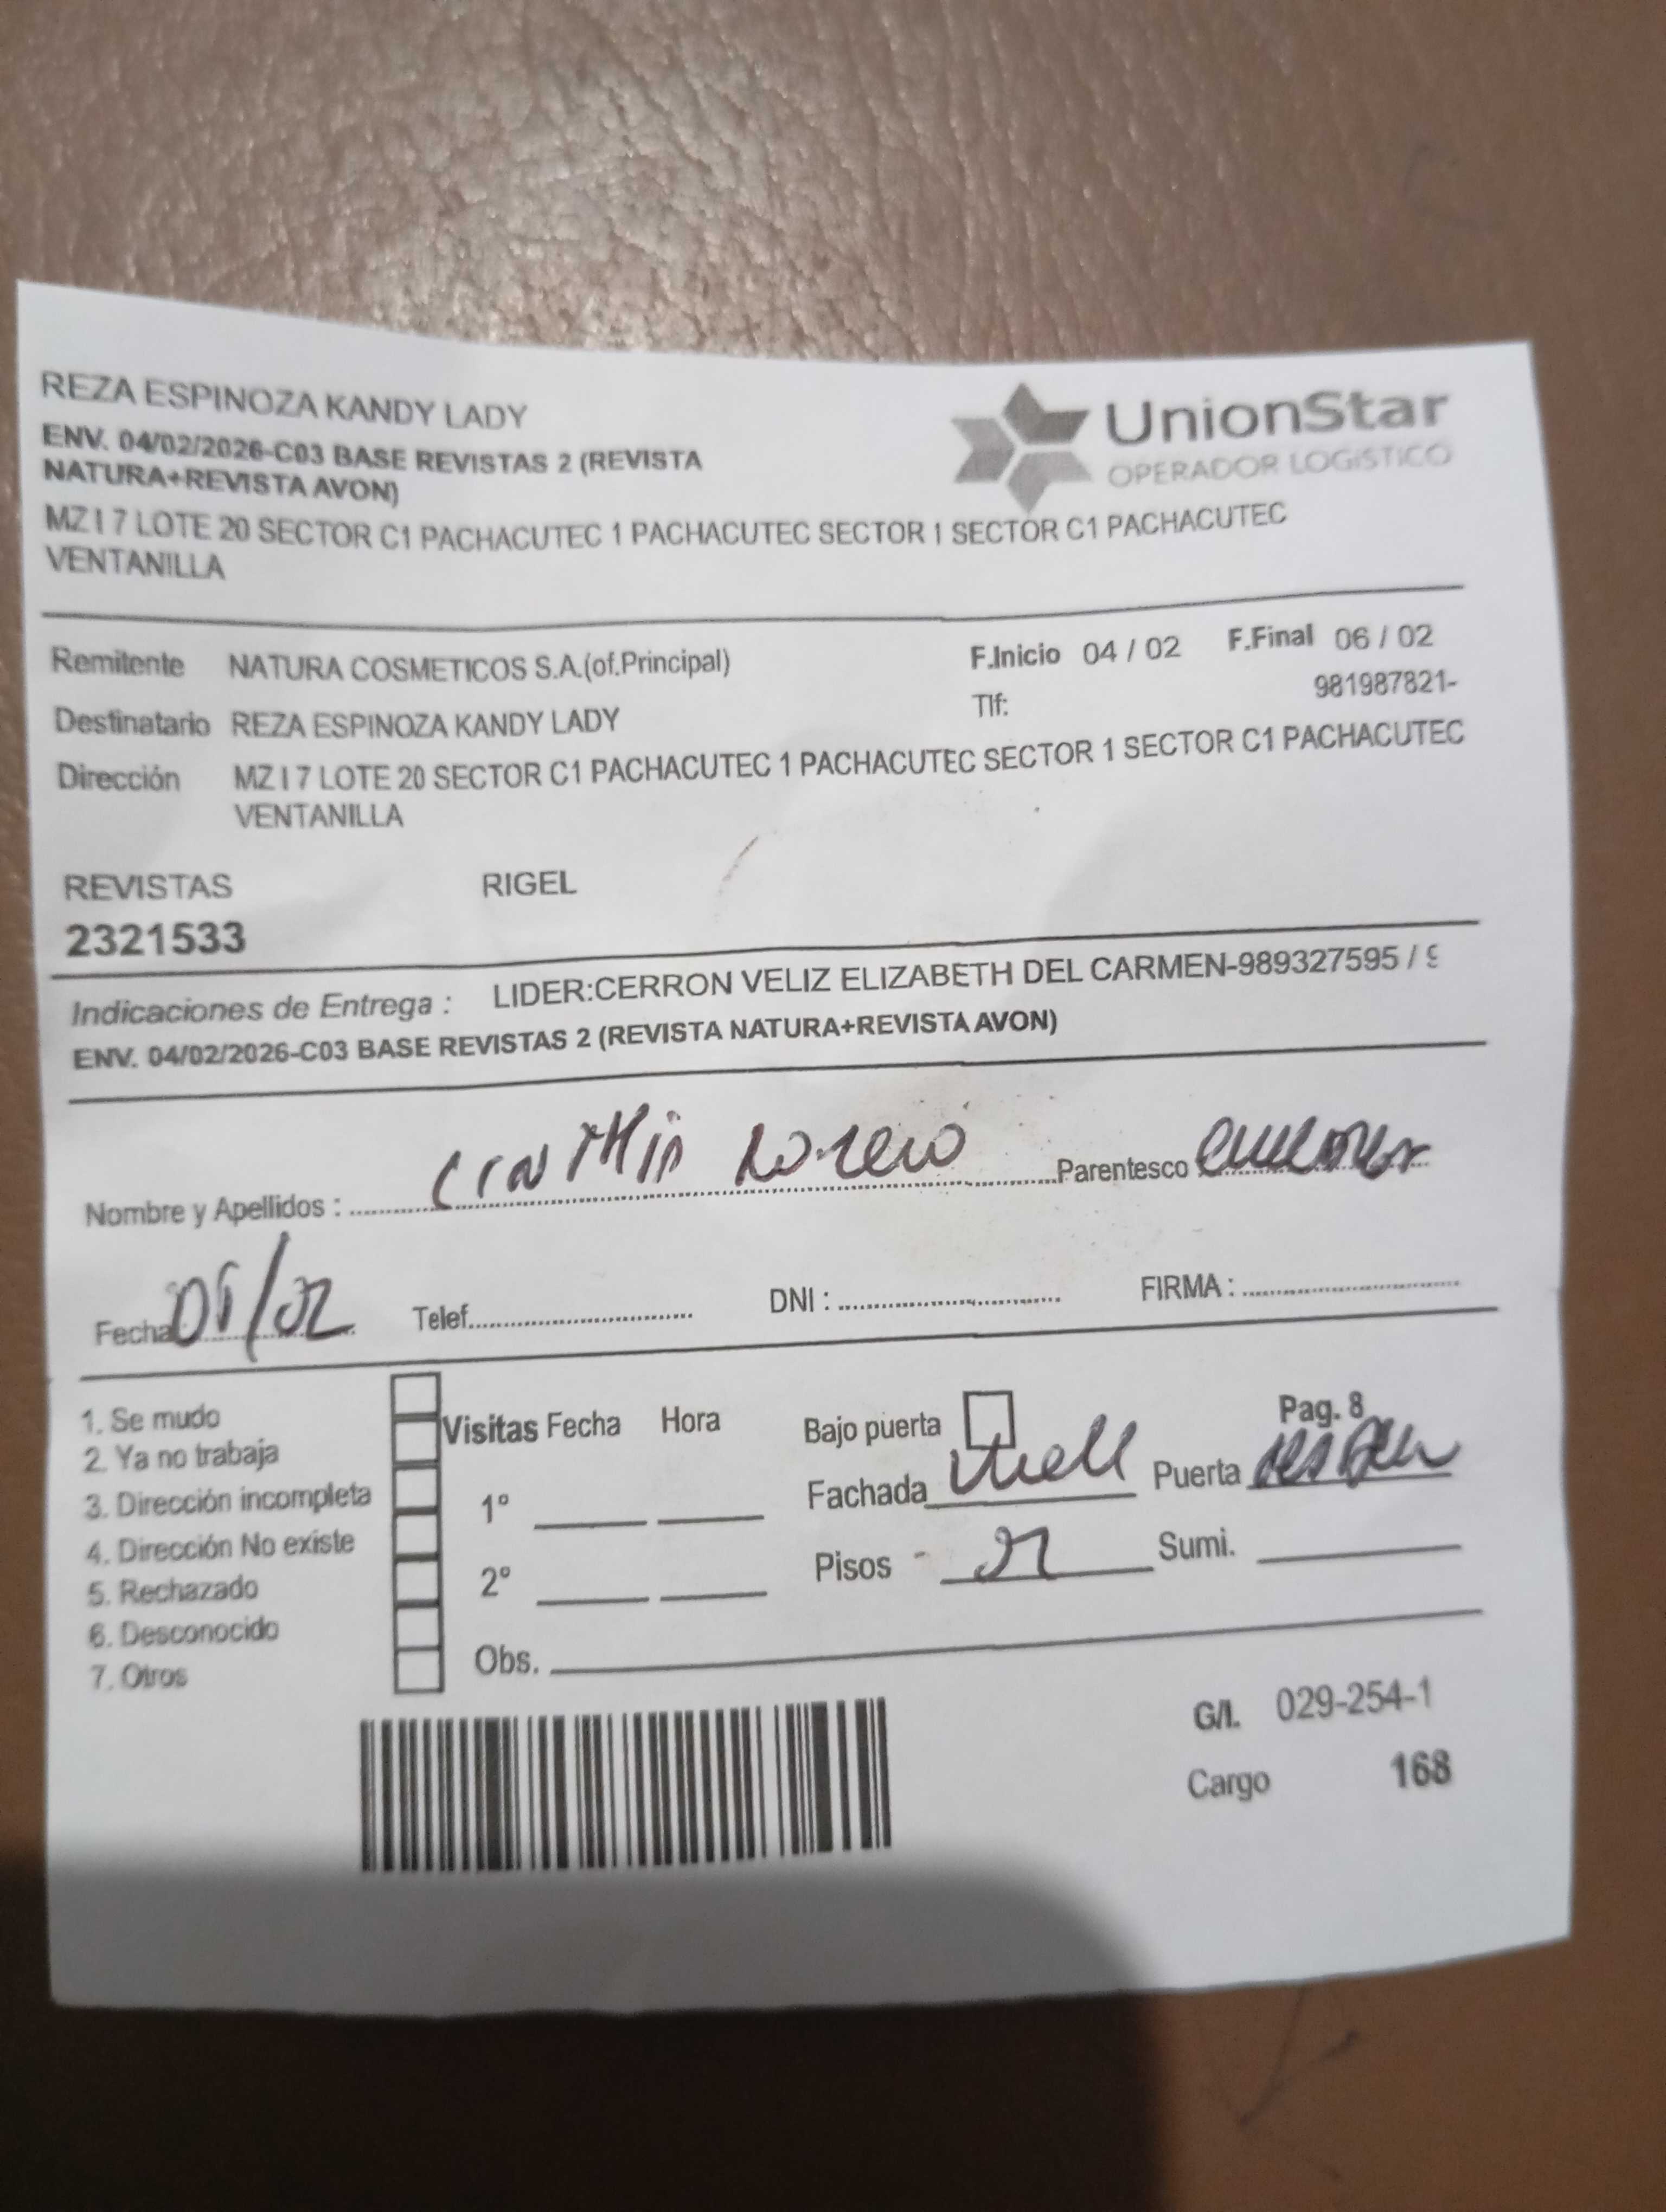 REZA ESPINOZA KANDY LADY
ENV. 04/02/2026-C03 BASE REVISTAS 2 (REVISTA
NATURA+REVISTA AVON)
MZ I 7 LOTE 20 SECTOR C1 PACHACUTEC 1 PACHACUTEC SECTOR 1 SECTOR C1 PACHACUTEC
VENTANILLA
UnionStar
OPERADOR LOGISTICO
Remitente NATURA COSMETICOS S.A.(of.Principal) F.Inicio 04 / 02 F.Final 06 / 02
Destinatario REZA ESPINOZA KANDY LADY Tlf: 981987821-
Dirección MZ I 7 LOTE 20 SECTOR C1 PACHACUTEC 1 PACHACUTEC SECTOR 1 SECTOR C1 PACHACUTEC
VENTANILLA
REVISTAS RIGEL
2321533
Indicaciones de Entrega : LIDER:CERRON VELIZ ELIZABETH DEL CARMEN-989327595 / 9
ENV. 04/02/2026-C03 BASE REVISTAS 2 (REVISTA NATURA+REVISTA AVON)
Nombre y Apellidos : Cinthia Parentesco
Fecha Telef. DNI : FIRMA :
1. Se mudo
2. Ya no trabaja
3. Dirección incompleta
4. Dirección No existe
5. Rechazado
6. Desconocido
7. Otros
Visitas Fecha Hora
1º
2º
Obs.
Bajo puerta Pag. 8
Fachada Puerta
Pisos Sumi.
G/l. 029-254-1
Cargo 168